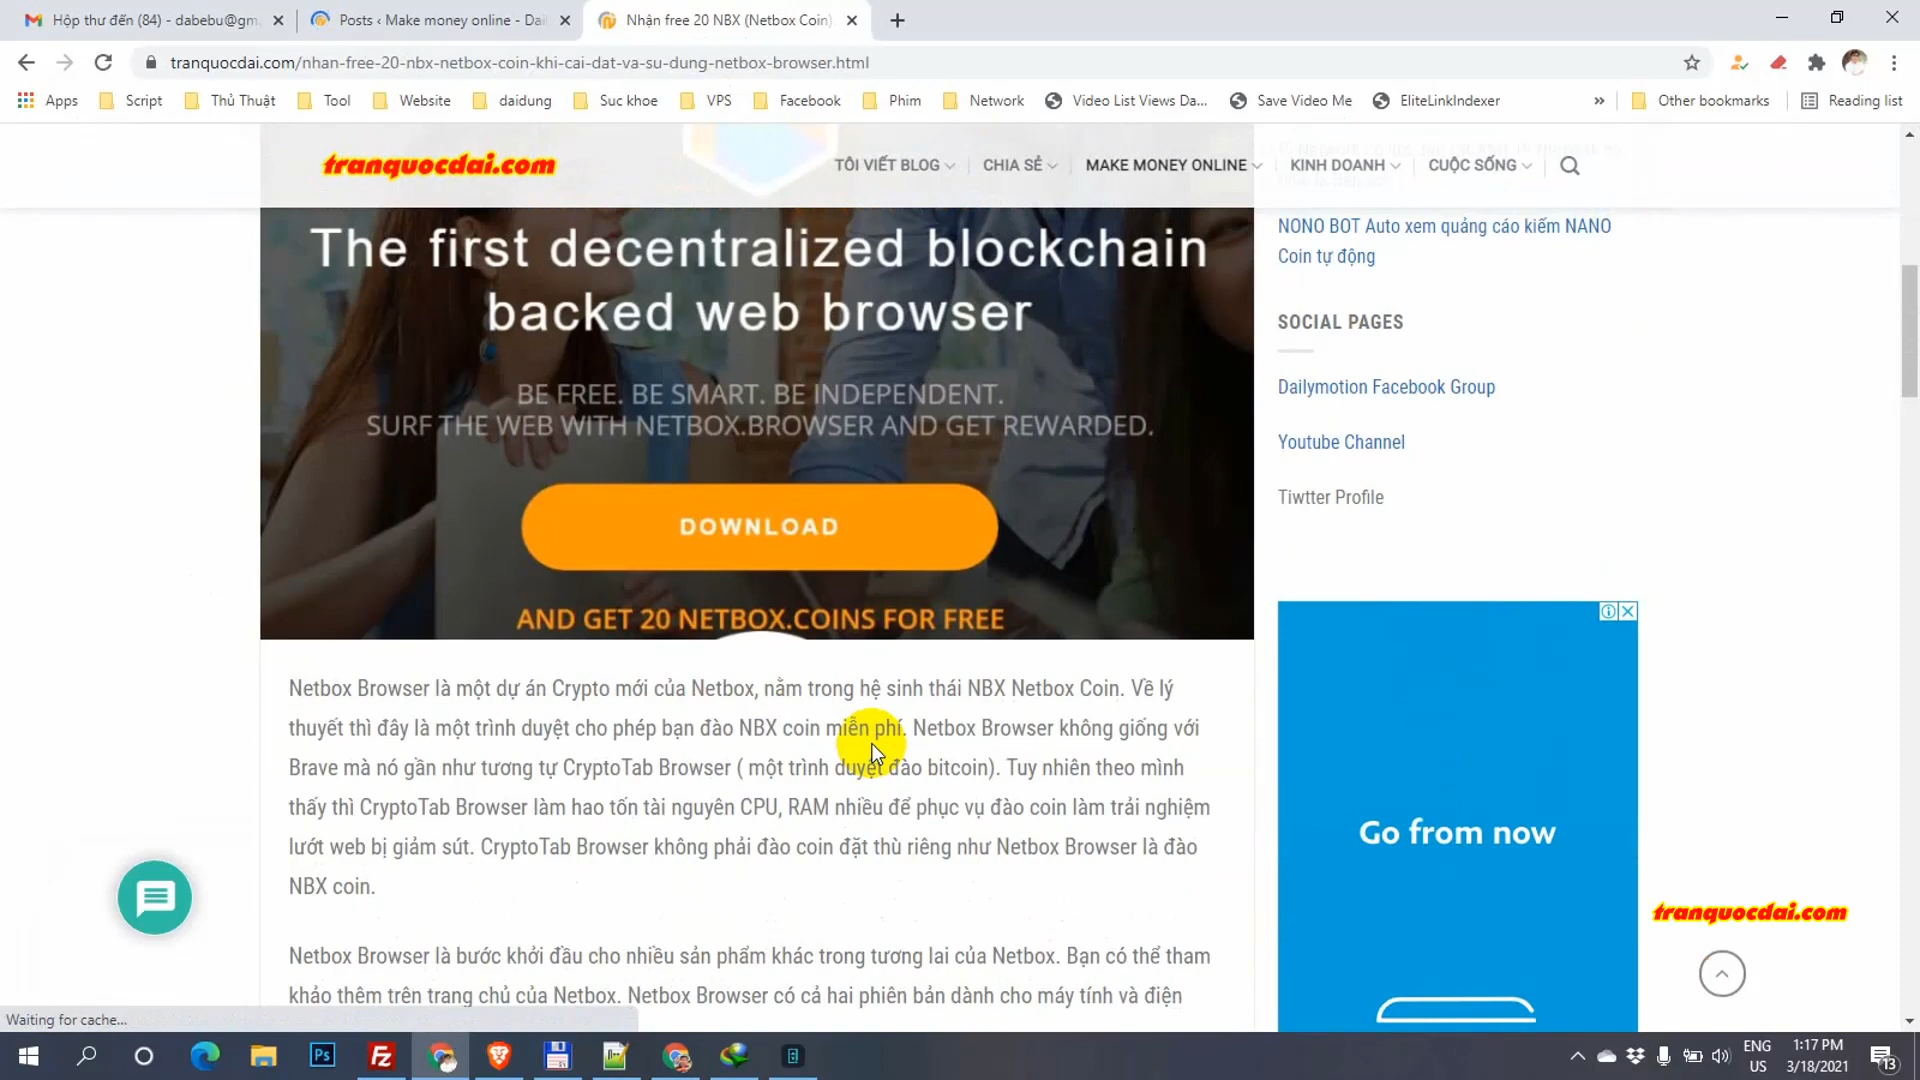 Hộp thư đến (84) - dabebu@gm
Posts ‹ Make money online - Dai
Nhận free 20 NBX (Netbox Coin)
tranquocdai.com/nhan-free-20-nbx-netbox-coin-khi-cai-dat-va-su-dung-netbox-browser.html
Apps
Script
Thủ Thuật
Tool
Website
daidung
Suc khoe
VPS
Facebook
Phim
Network
Video List Views Da...
Save Video Me
EliteLinkIndexer
»
Other bookmarks
Reading list
tranquocdai.com
TÔI VIẾT BLOG
CHIA SẺ
MAKE MONEY ONLINE
KINH DOANH
CUỘC SỐNG
The first decentralized blockchain
backed web browser
BE FREE. BE SMART. BE INDEPENDENT.
SURF THE WEB WITH NETBOX.BROWSER AND GET REWARDED.
DOWNLOAD
AND GET 20 NETBOX.COINS FOR FREE
Netbox Browser là một dự án Crypto mới của Netbox, nằm trong hệ sinh thái NBX Netbox Coin. Về lý
thuyết thì đây là một trình duyệt cho phép bạn đào NBX coin miễn phí. Netbox Browser không giống với
Brave mà nó gần như tương tự CryptoTab Browser ( một trình duyệt đào bitcoin). Tuy nhiên theo mình
thấy thì CryptoTab Browser làm hao tốn tài nguyên CPU, RAM nhiều để phục vụ đào coin làm trải nghiệm
lướt web bị giảm sút. CryptoTab Browser không phải đào coin đặt thù riêng như Netbox Browser là đào
NBX coin.
Netbox Browser là bước khởi đầu cho nhiều sản phẩm khác trong tương lai của Netbox. Bạn có thể tham
khảo thêm trên trang chủ của Netbox. Netbox Browser có cả hai phiên bản dành cho máy tính và điện
NONO BOT Auto xem quảng cáo kiếm NANO
Coin tự động
SOCIAL PAGES
Dailymotion Facebook Group
Youtube Channel
Tiwtter Profile
Go from now
tranquocdai.com
Waiting for cache...
Ps
Fz
ENG
US
1:17 PM
3/18/2021
13